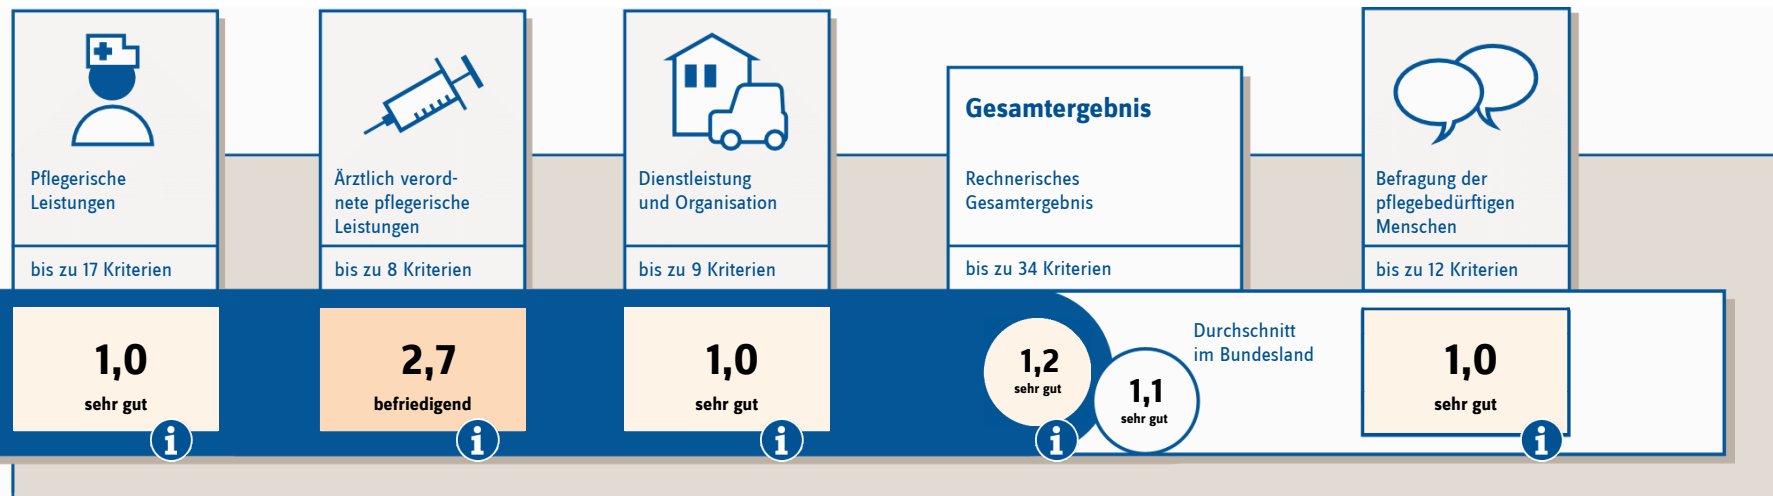 Pflegerische
Leistungen
bis zu 17 Kriterien
1,0
sehr gut
i
Ärztlich verord-
nete pflegerische
Leistungen
bis zu 8 Kriterien
2,7
befriedigend
i
Dienstleistung
und Organisation
bis zu 9 Kriterien
1,0
sehr gut
i
Gesamtergebnis
Rechnerisches
Gesamtergebnis
bis zu 34 Kriterien
1,2
sehr gut
i
1,1
sehr gut
Durchschnitt
im Bundesland
Befragung der
pflegebedürftigen
Menschen
bis zu 12 Kriterien
1,0
sehr gut
i